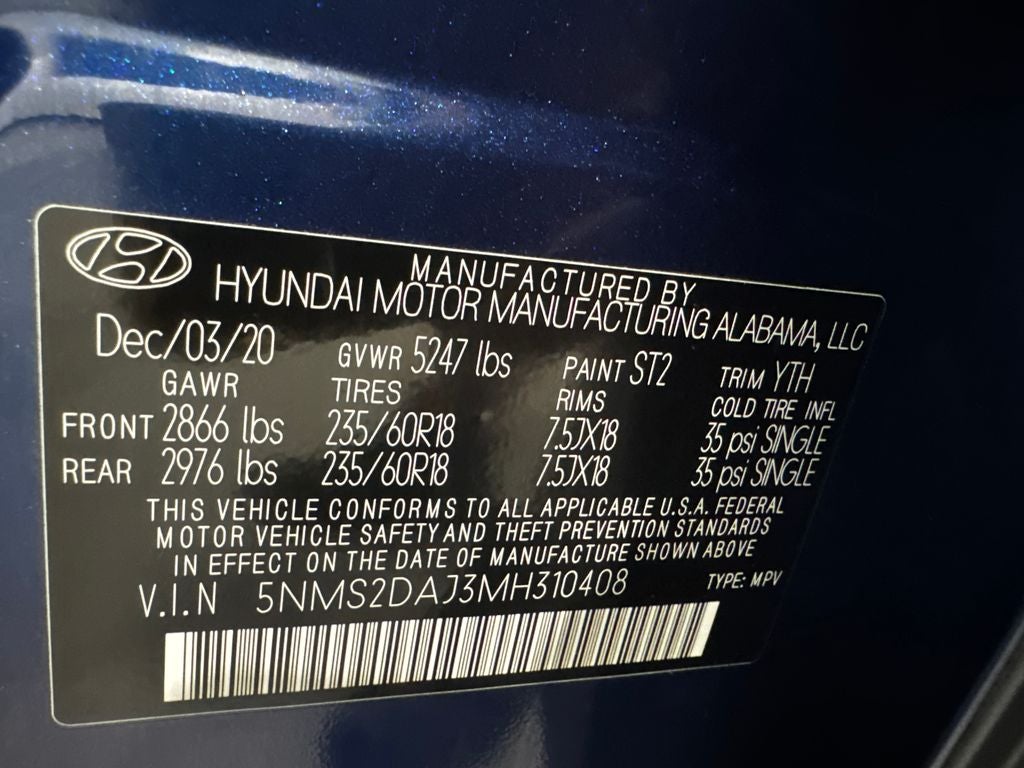 MANUFACTURED BY
HYUNDAI MOTOR MANUFACTURING ALABAMA, LLC
Dec/03/20 GVWR 5247 lbs PAINT ST2 TRIM YTH
GAWR TIRES RIMS COLD TIRE INFL
FRONT 2866 lbs 235/60R18 7.5JX18 35 psi SINGLE
REAR 2976 lbs 235/60R18 7.5JX18 35 psi SINGLE
THIS VEHICLE CONFORMS TO ALL APPLICABLE U.S.A. FEDERAL
MOTOR VEHICLE SAFETY AND THEFT PREVENTION STANDARDS
IN EFFECT ON THE DATE OF MANUFACTURE SHOWN ABOVE
V.I.N 5NMS2DAJ3MH310408 TYPE: MPV